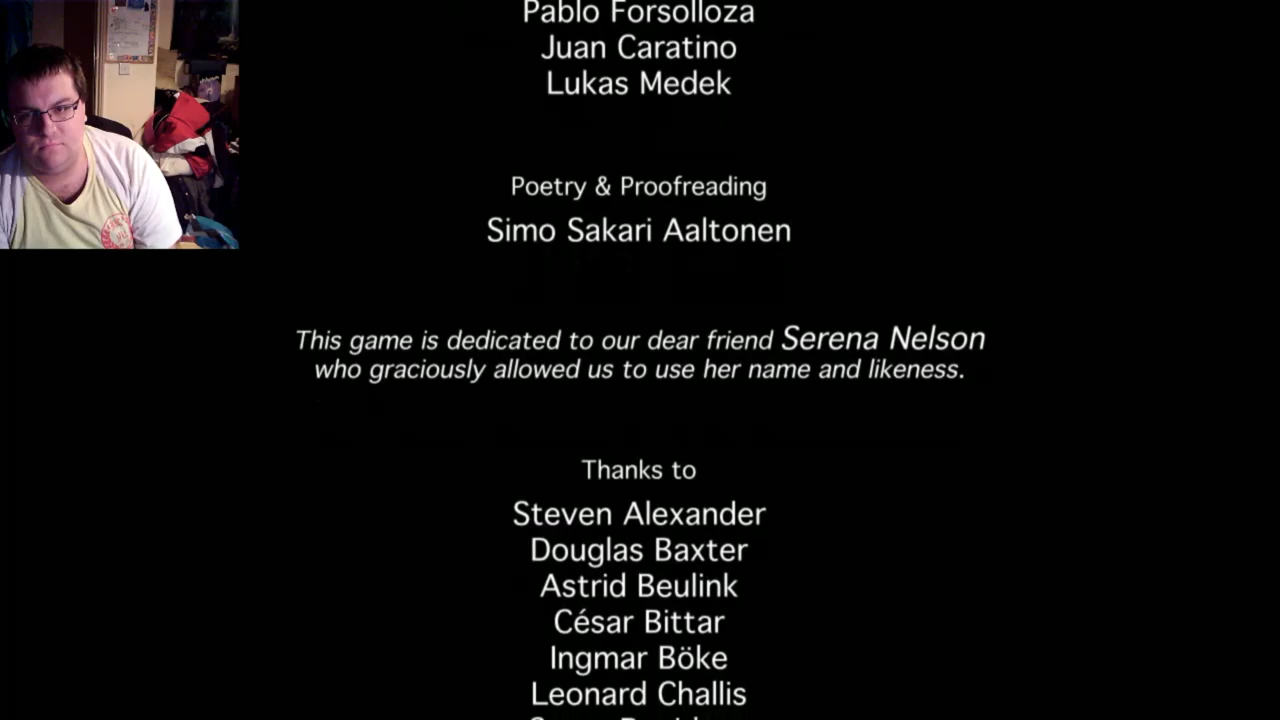 Pablo Forsolloza
Juan Caratino
Lukas Medek
Poetry & Proofreading
Simo Sakari Aaltonen
This game is dedicated to our dear friend Serena Nelson
who graciously allowed us to use her name and likeness.
Thanks to
Steven Alexander
Douglas Baxter
Astrid Beulink
César Bittar
Ingmar Böke
Leonard Challis